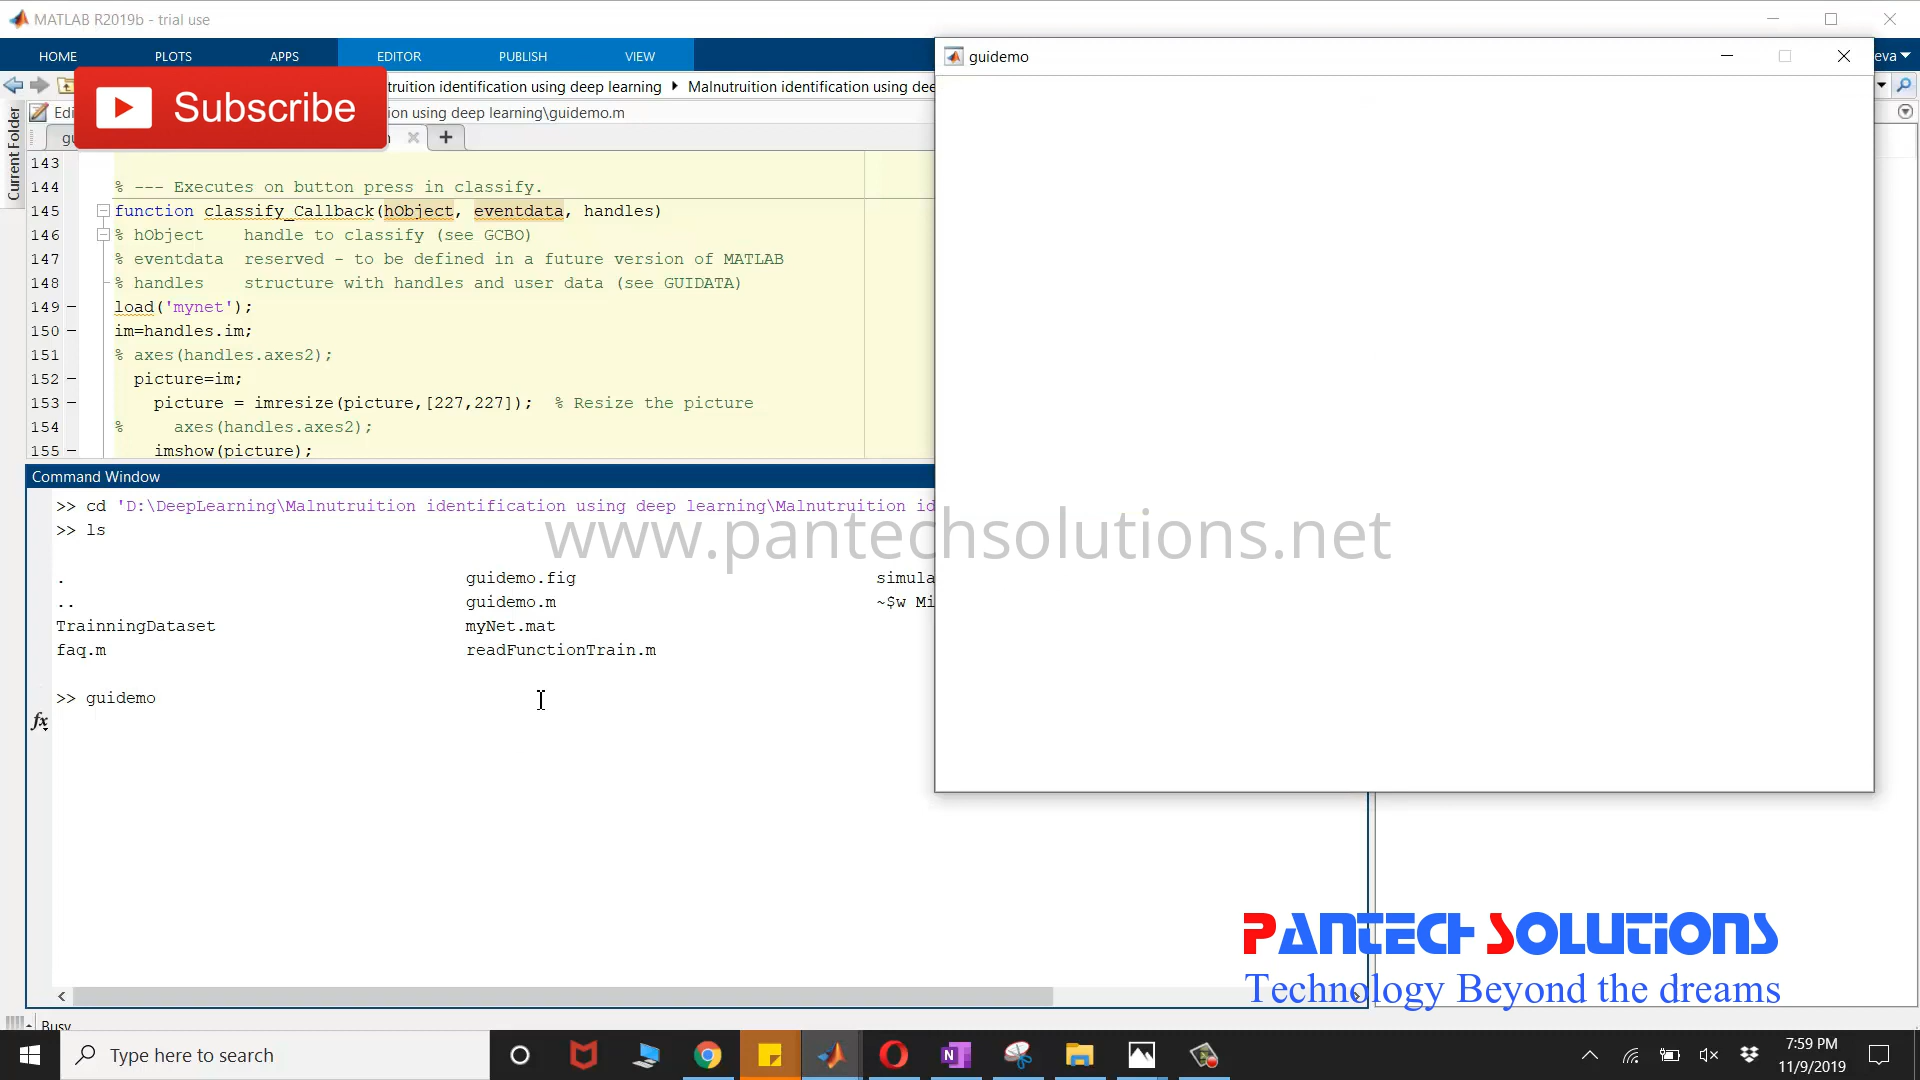 MATLAB R2019b - trial use
HOME PLOTS APPS EDITOR PUBLISH VIEW
guidemo
eva
Subscribe
truition identification using deep learning ▸ Malnutruition identification using dee
Edi
ion using deep learning\guidemo.m
gu
Current Folder
143
144 % --- Executes on button press in classify.
145 function classify_Callback(hObject, eventdata, handles)
146 % hObject    handle to classify (see GCBO)
147 % eventdata  reserved - to be defined in a future version of MATLAB
148 % handles    structure with handles and user data (see GUIDATA)
149 – load('mynet');
150 – im=handles.im;
151 % axes(handles.axes2);
152 – picture=im;
153 – picture = imresize(picture,[227,227]);  % Resize the picture
154 %     axes(handles.axes2);
155 – imshow(picture);
Command Window
>> cd 'D:\DeepLearning\Malnutruition identification using deep learning\Malnutruition id
>> ls
www.pantechsolutions.net
. guidemo.fig simula
.. guidemo.m ~$w Mi
TrainningDataset myNet.mat
faq.m readFunctionTrain.m
>> guidemo
fx
PANTECH SOLUTIONS
Technology Beyond the dreams
Busy
Type here to search
7:59 PM
11/9/2019